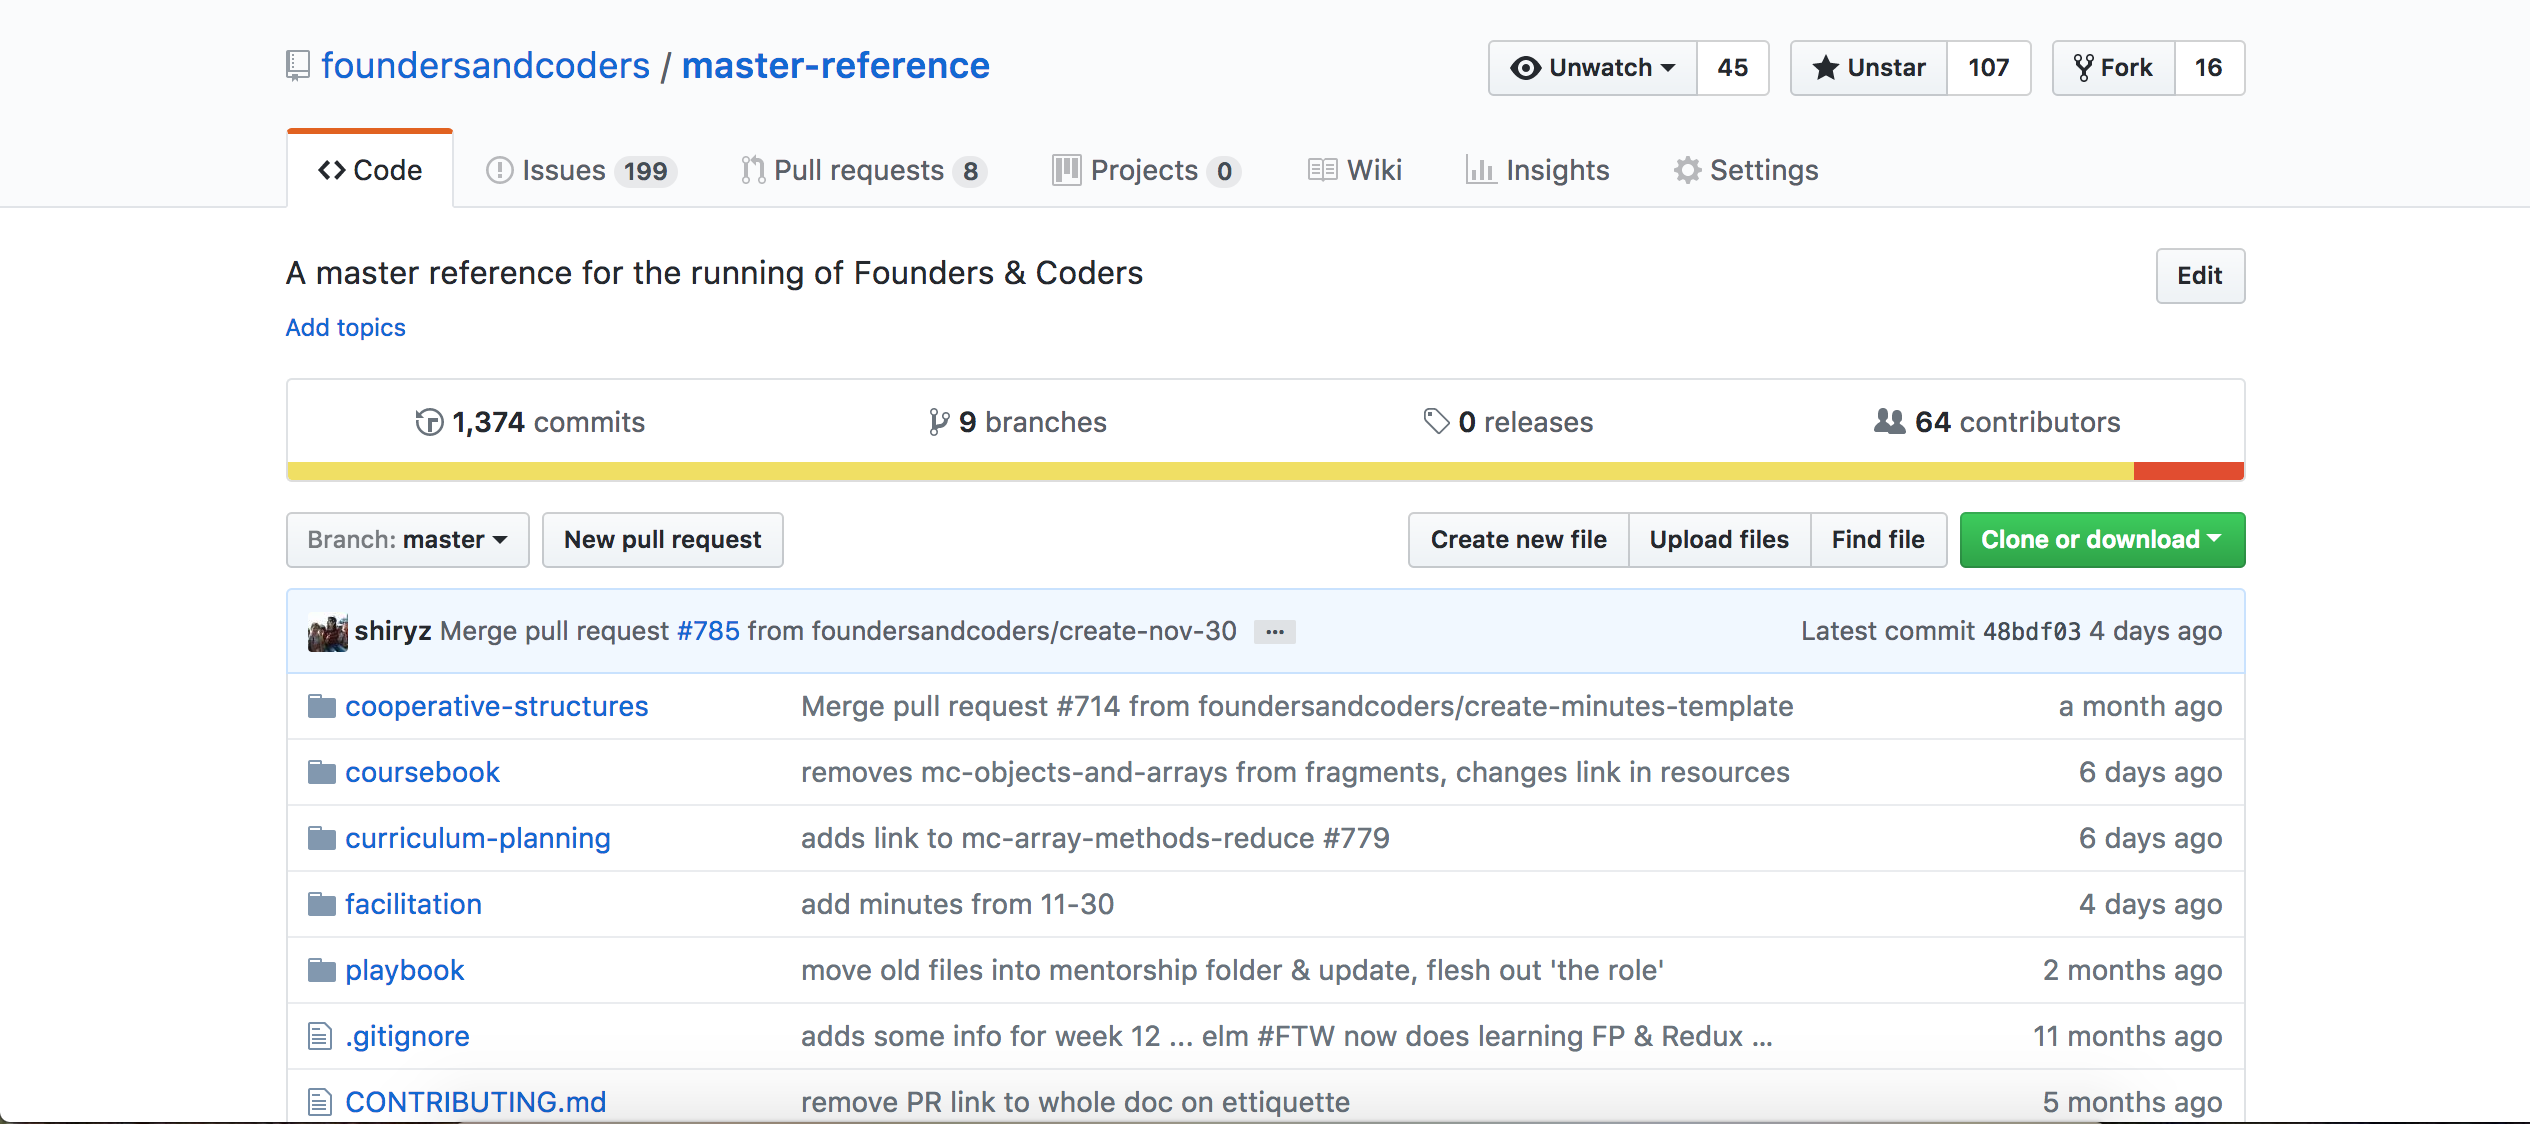 foundersandcoders / master-reference
Unwatch 45 Unstar 107 Fork 16
Code Issues 199 Pull requests 8 Projects 0 Wiki Insights Settings
A master reference for the running of Founders & Coders Edit
Add topics
1,374 commits 9 branches 0 releases 64 contributors
Branch: master New pull request Create new file Upload files Find file Clone or download
shiryz Merge pull request #785 from foundersandcoders/create-nov-30 ... Latest commit 48bdf03 4 days ago
cooperative-structures Merge pull request #714 from foundersandcoders/create-minutes-template a month ago
coursebook removes mc-objects-and-arrays from fragments, changes link in resources 6 days ago
curriculum-planning adds link to mc-array-methods-reduce #779 6 days ago
facilitation add minutes from 11-30 4 days ago
playbook move old files into mentorship folder & update, flesh out 'the role' 2 months ago
.gitignore adds some info for week 12 ... elm #FTW now does learning FP & Redux ... 11 months ago
CONTRIBUTING.md remove PR link to whole doc on ettiquette 5 months ago